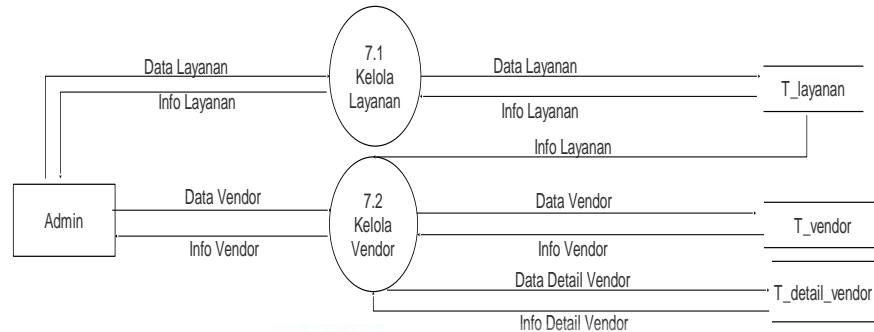 7.1
Kelola
Layanan
Data Layanan
Data Layanan
T_layanan
Info Layanan
Info Layanan
Info Layanan
Admin
Data Vendor
7.2
Kelola
Vendor
Data Vendor
T_vendor
Info Vendor
Info Vendor
Data Detail Vendor
T_detail_vendor
Info Detail Vendor